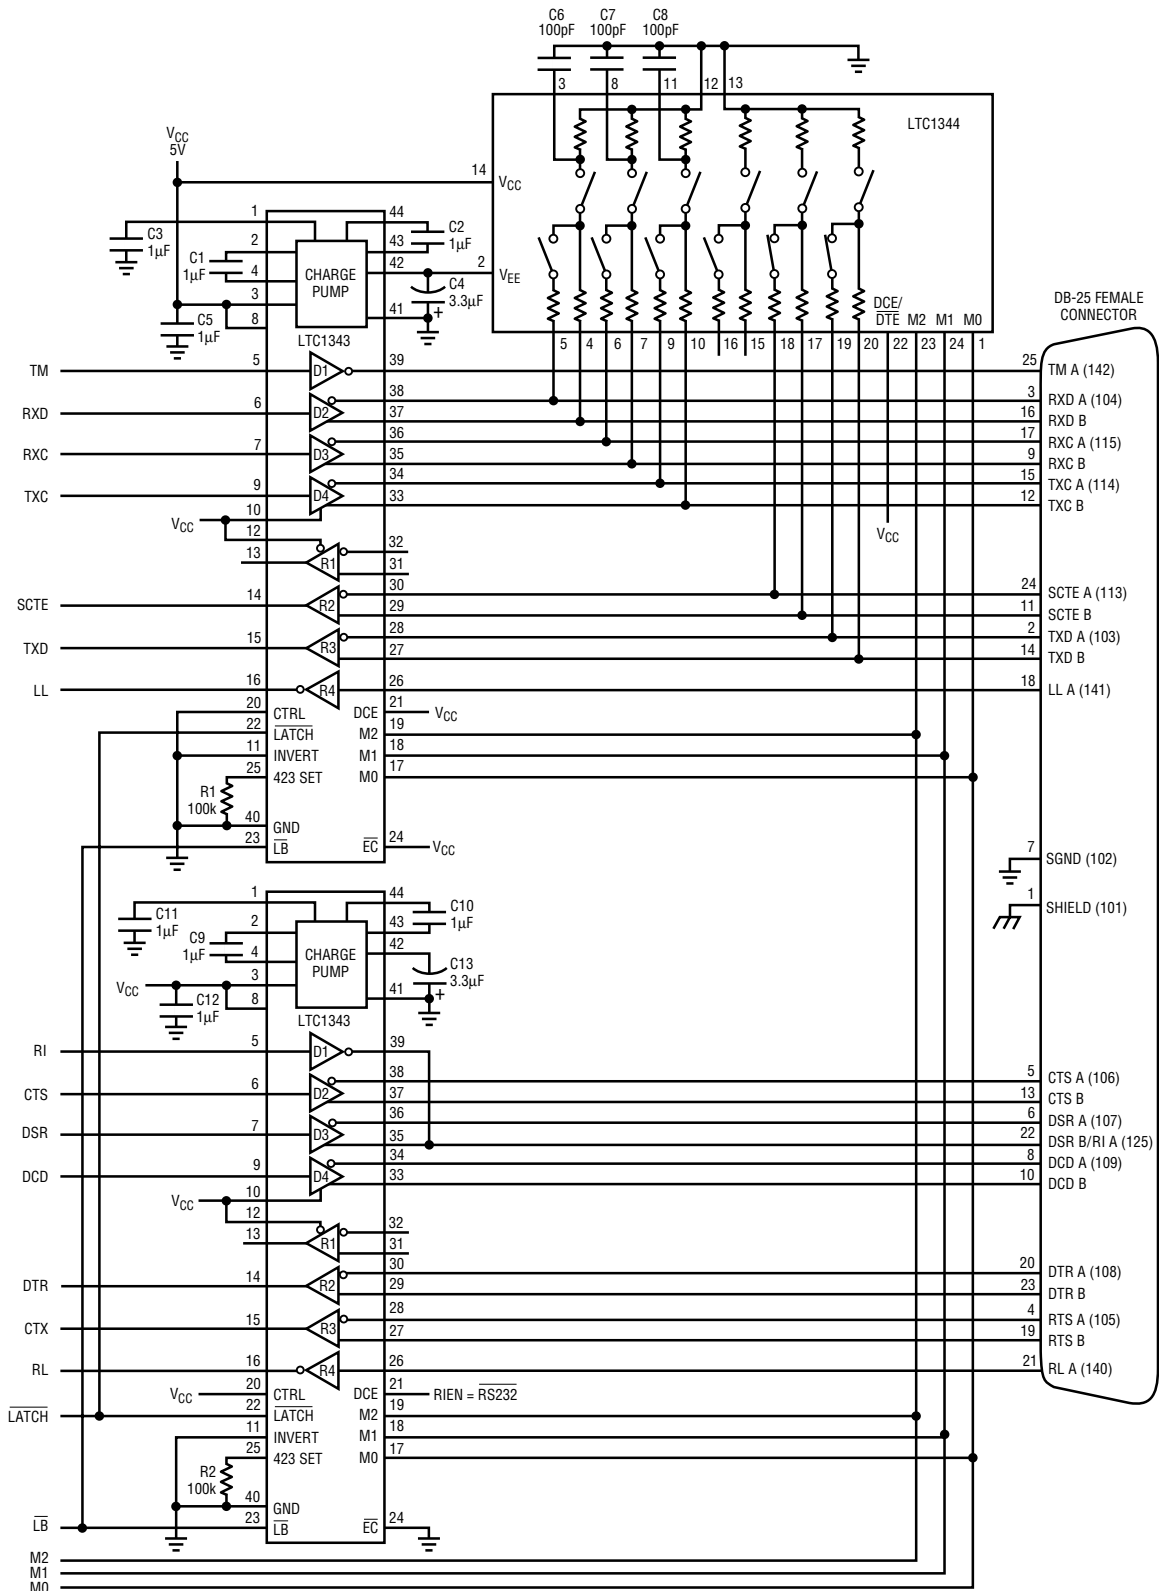 C6 100pF
C7 100pF
C8 100pF
3
8
11
12
13
LTC1344
VCC
5V
14
VCC
1
44
C3
1µF
2
C2
1µF
43
C1
1µF
4
CHARGE
PUMP
42
2
VEE
C4
3.3µF
+
3
41
8
C5
1µF
LTC1343
DCE/
DTE
M2
M1
M0
5
4
6
7
9
10
16
15
18
17
19
20
22
23
24
1
DB-25 FEMALE
CONNECTOR
TM
5
D1
39
25
TM A (142)
RXD
6
D2
38
3
RXD A (104)
37
16
RXD B
RXC
7
D3
36
17
RXC A (115)
35
9
RXC B
TXC
9
D4
34
15
TXC A (114)
33
12
TXC B
VCC
10
12
VCC
13
R1
32
31
SCTE
14
R2
30
24
SCTE A (113)
29
11
SCTE B
TXD
15
R3
28
2
TXD A (103)
27
14
TXD B
LL
16
R4
26
18
LL A (141)
20
CTRL
DCE
21
VCC
22
LATCH
M2
19
11
INVERT
M1
18
25
423 SET
M0
17
R1
100k
40
GND
23
LB
EC
24
VCC
7
SGND (102)
1
SHIELD (101)
1
44
C11
1µF
2
C10
1µF
43
C9
1µF
4
CHARGE
PUMP
42
C13
3.3µF
+
VCC
3
41
8
C12
1µF
LTC1343
RI
5
D1
39
CTS
6
D2
38
5
CTS A (106)
37
13
CTS B
DSR
7
D3
36
6
DSR A (107)
35
22
DSR B/RI A (125)
DCD
9
D4
34
8
DCD A (109)
33
10
DCD B
VCC
10
12
13
R1
32
31
DTR
14
R2
30
20
DTR A (108)
29
23
DTR B
CTX
15
R3
28
4
RTS A (105)
27
19
RTS B
RL
16
R4
26
21
RL A (140)
VCC
20
CTRL
DCE
21
RIEN = RS232
LATCH
22
LATCH
M2
19
11
INVERT
M1
18
25
423 SET
M0
17
R2
100k
40
GND
LB
23
LB
EC
24
M2
M1
M0